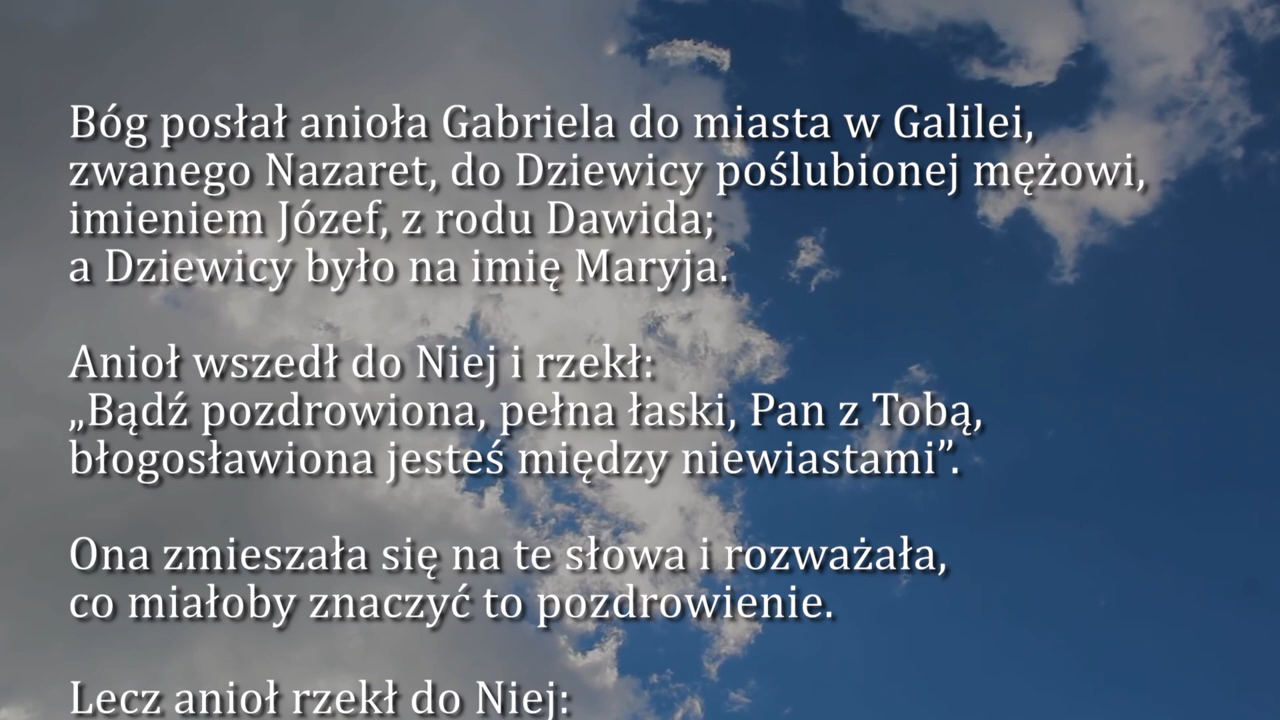 Bóg posłał anioła Gabriela do miasta w Galilei,
zwanego Nazaret, do Dziewicy poślubionej mężowi,
imieniem Józef, z rodu Dawida;
a Dziewicy było na imię Maryja.
Anioł wszedł do Niej i rzekł:
„Bądź pozdrowiona, pełna łaski, Pan z Tobą,
błogosławiona jesteś między niewiastami”.
Ona zmieszała się na te słowa i rozważała,
co miałoby znaczyć to pozdrowienie.
Lecz anioł rzekł do Niej: